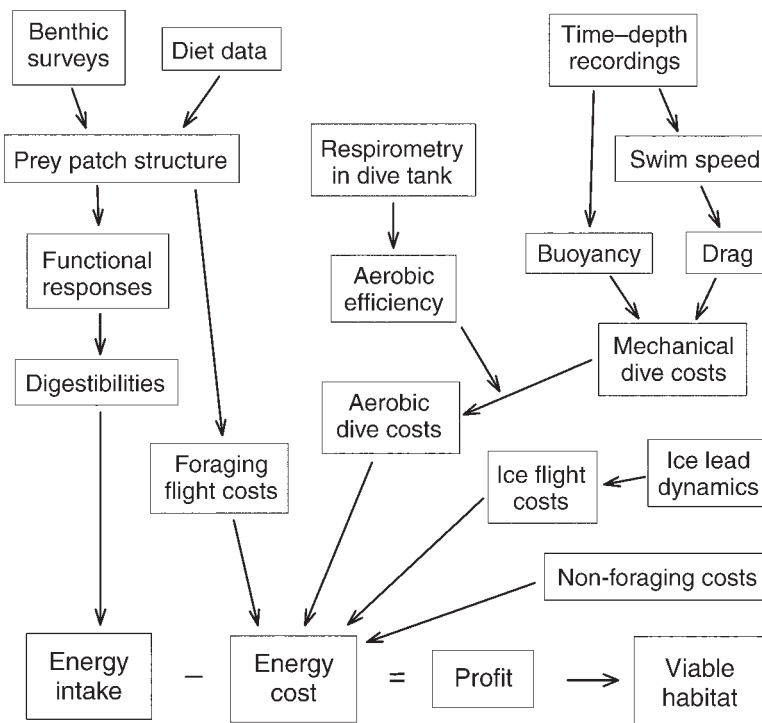 Benthic
surveys
Diet data
Time–depth
recordings
Prey patch structure
Respirometry
in dive tank
Swim speed
Functional
responses
Aerobic
efficiency
Buoyancy
Drag
Digestibilities
Aerobic
dive costs
Mechanical
dive costs
Foraging
flight costs
Ice flight
costs
Ice lead
dynamics
Non-foraging costs
Energy
intake
–
Energy
cost
=
Profit
Viable
habitat